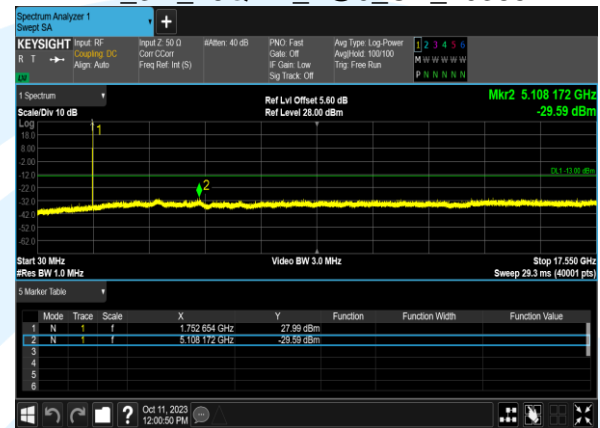 Spectrum Analyzer 1
Swept SA
KEYSIGHT Input: RF Input Z: 50 Ω #Atten: 40 dB PNO: Fast Avg Type: Log-Power 1 2 3 4 5 6
R T Coupling: DC Corr CCorr Gate: Off Avg|Hold: 100/100 M W W W W W
Align: Auto Freq Ref: Int (S) IF Gain: Low Trig: Free Run
Sig Track: Off P N N N N N
1 Spectrum Ref Lvl Offset 5.60 dB Mkr2 5.108 172 GHz
Scale/Div 10 dB Ref Level 28.00 dBm -29.59 dBm
Log
18.0
1
8.00
-2.00
-12.0 DL1 -13.00 dBm
-22.0
2
-32.0
-42.0
-52.0
-62.0
Start 30 MHz Video BW 3.0 MHz Stop 17.550 GHz
#Res BW 1.0 MHz Sweep 29.3 ms (40001 pts)
5 Marker Table
Mode Trace Scale X Y Function Function Width Function Value
1 N 1 f 1.752 654 GHz 27.99 dBm
2 N 1 f 5.108 172 GHz -29.59 dBm
3
4
5
6
? Oct 11, 2023
12:00:50 PM